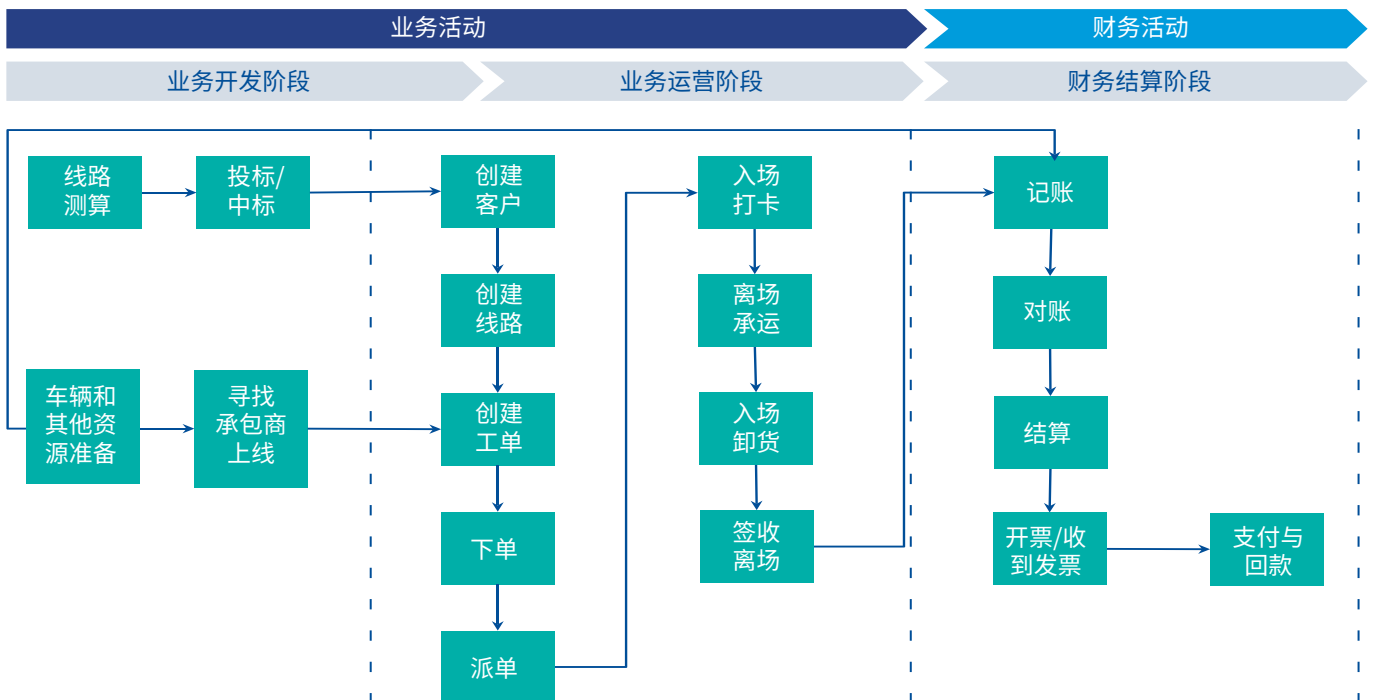 业务活动
财务活动
业务开发阶段
业务运营阶段
财务结算阶段
线路
测算
投标/
中标
车辆和
其他资
源准备
寻找
承包商
上线
创建
客户
创建
线路
创建
工单
下单
派单
入场
打卡
离场
承运
入场
卸货
签收
离场
记账
对账
结算
开票/收
到发票
支付与
回款